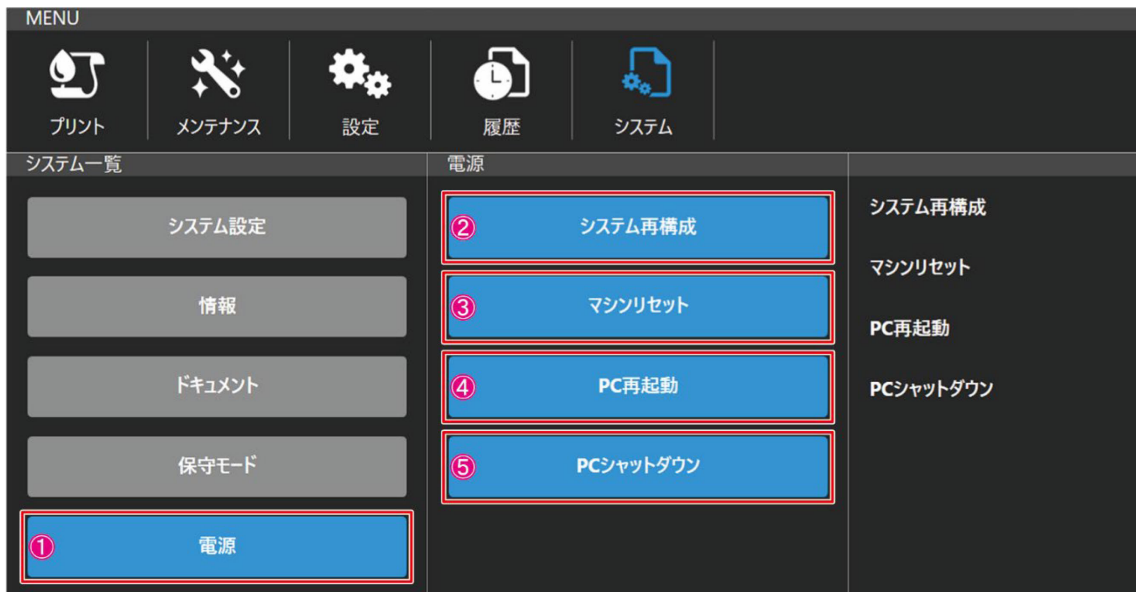 MENU
プリント
メンテナンス
設定
履歴
システム
システム一覧
システム設定
情報
ドキュメント
保守モード
① 電源
電源
② システム再構成
③ マシンリセット
④ PC再起動
⑤ PCシャットダウン
システム再構成
マシンリセット
PC再起動
PCシャットダウン